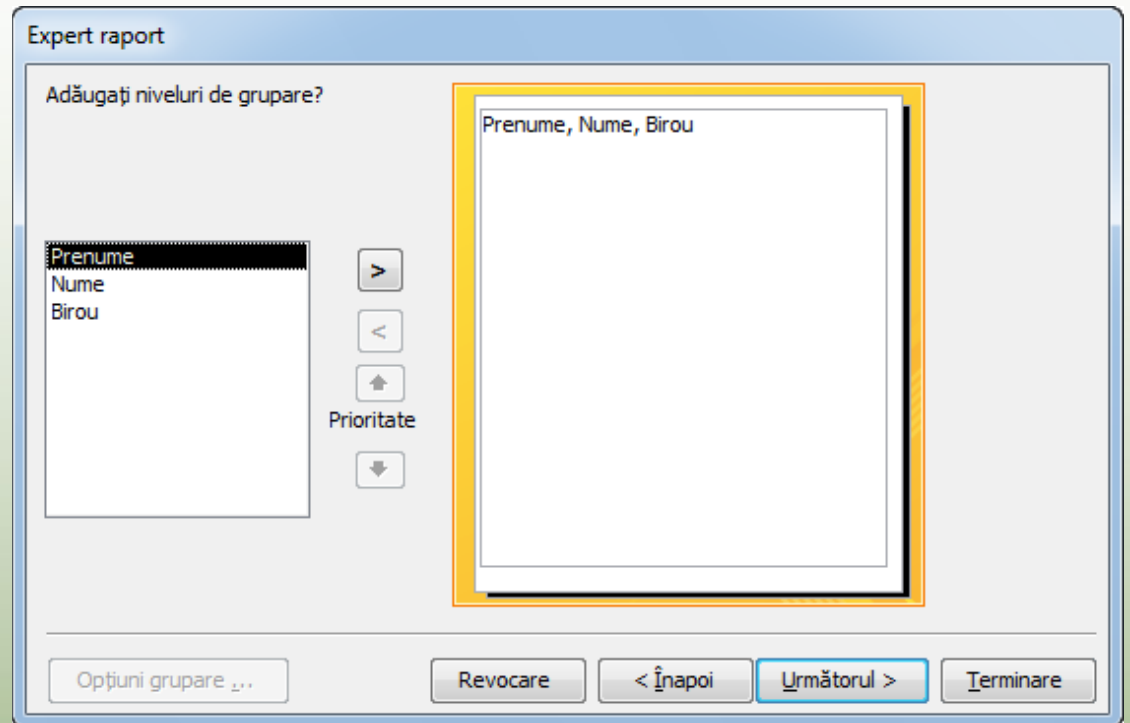 Expert raport
Adăugați niveluri de grupare?
Prenume, Nume, Birou
Prenume
Nume
Birou
>
<
Prioritate
Opțiuni grupare ...
Revocare
< Înapoi
Următorul >
Terminare